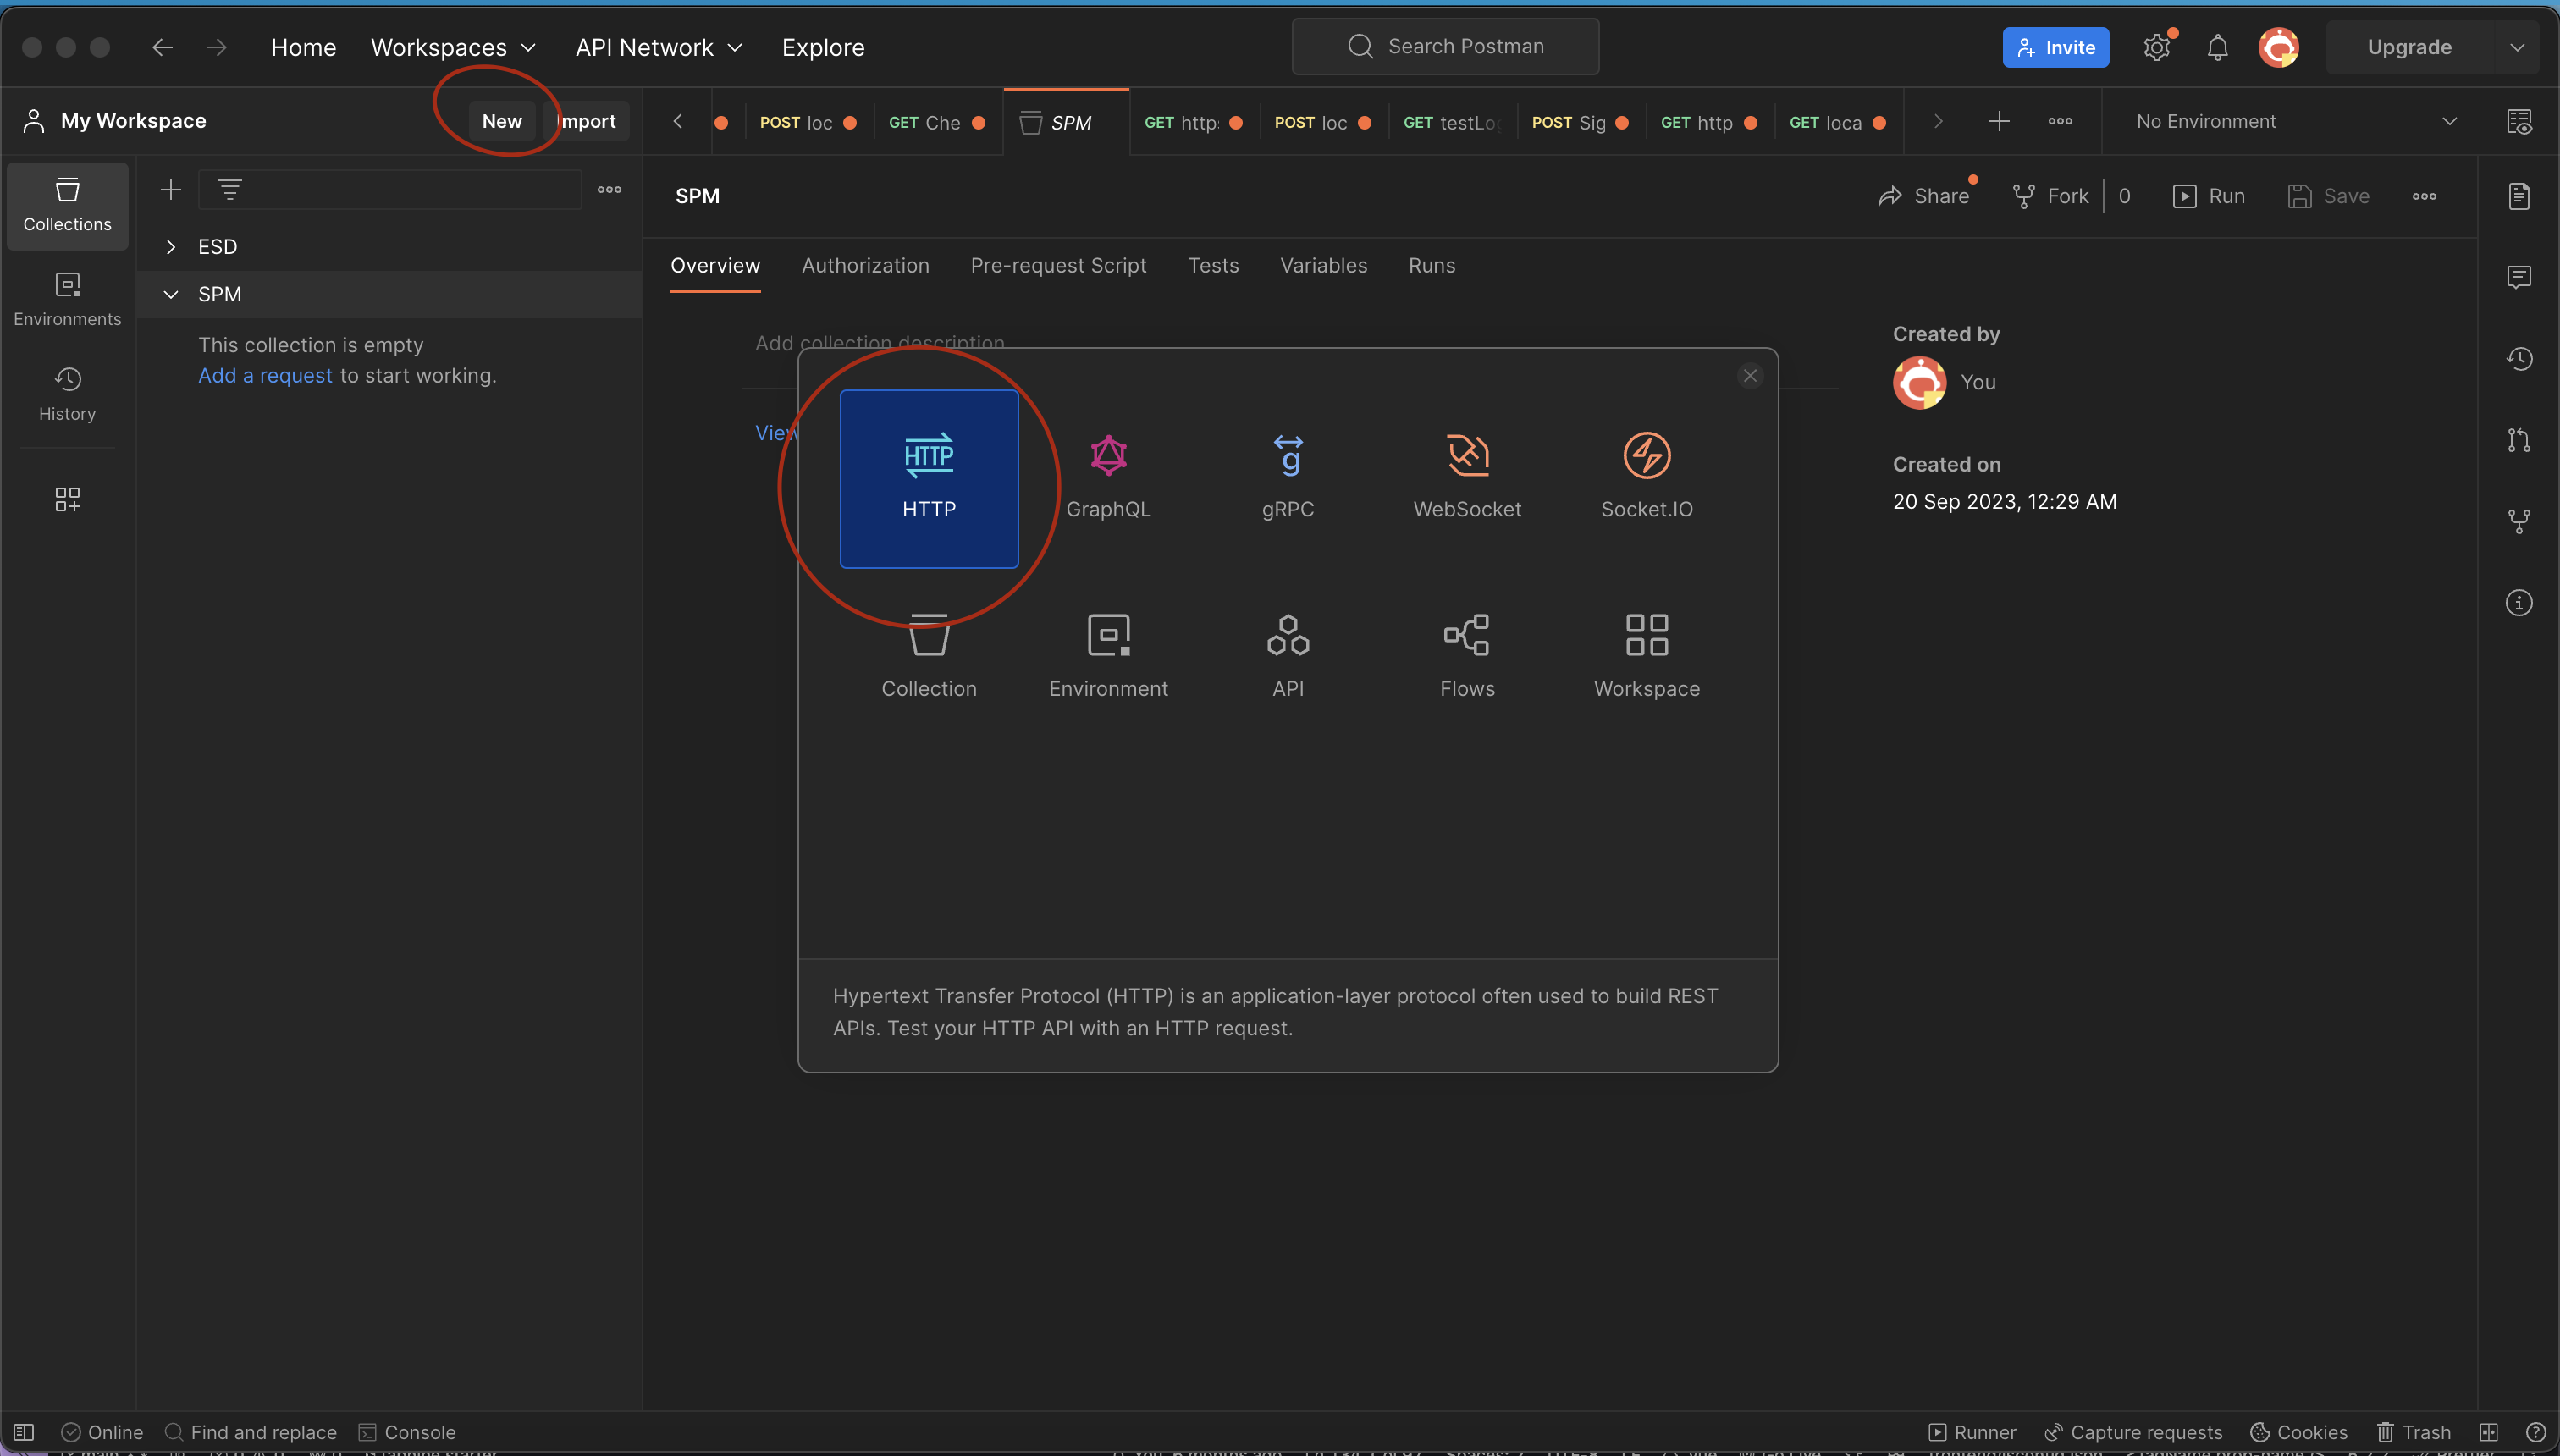 Home Workspaces API Network Explore Search Postman Invite Upgrade
My Workspace New Import
POST loc GET Che SPM GET http POST loc GET testLo POST Sig GET http GET loca No Environment
Collections
Environments
History
ESD
SPM
This collection is empty
Add a request to start working.
SPM Share Fork 0 Run Save
Overview Authorization Pre-request Script Tests Variables Runs
Add collection description
View
HTTP
HTTP GraphQL g gRPC WebSocket Socket.IO
Collection Environment API Flows Workspace
Hypertext Transfer Protocol (HTTP) is an application-layer protocol often used to build REST
APIs. Test your HTTP API with an HTTP request.
Created by
You
Created on
20 Sep 2023, 12:29 AM
Online Find and replace Console Runner Capture requests Cookies Trash